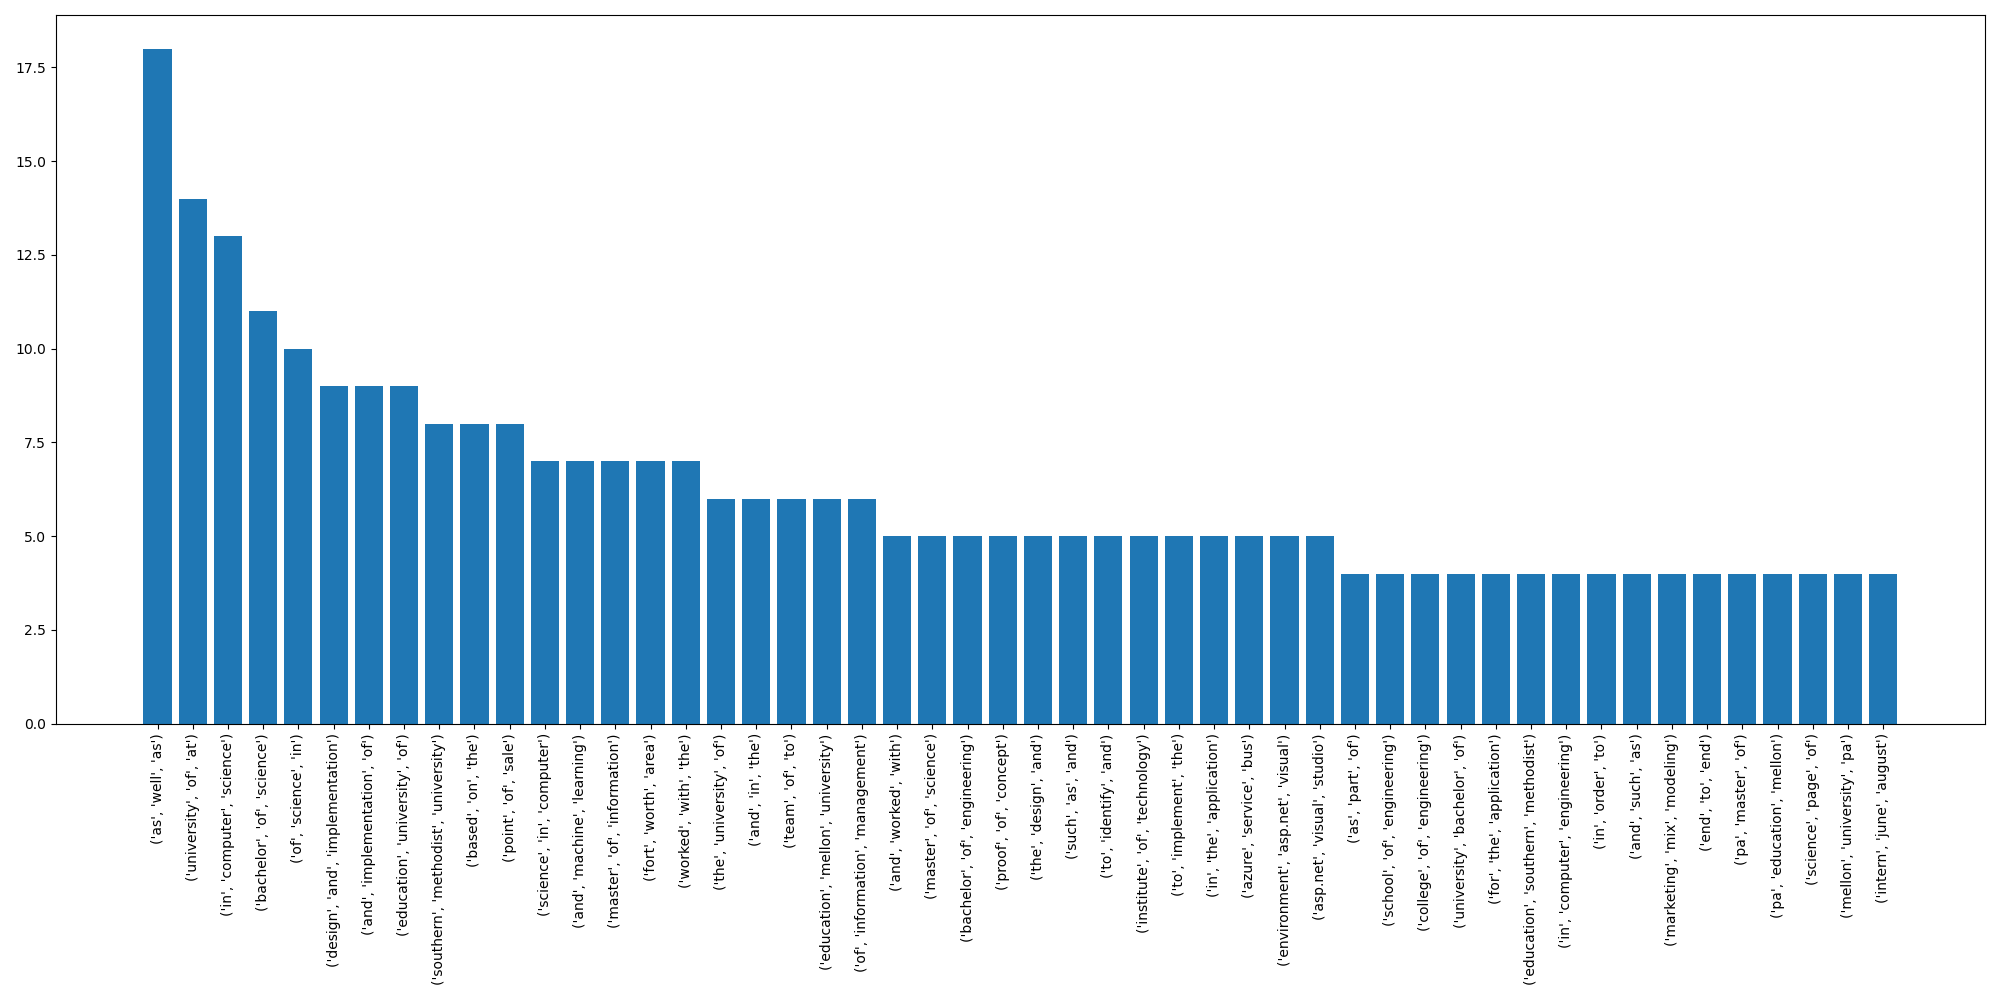 17.5
15.0
12.5
10.0
7.5
5.0
2.5
0.0
('as', 'well', 'as')
('university', 'of', 'at')
('in', 'computer', 'science')
('bachelor', 'of', 'science')
('of', 'science', 'in')
('design', 'and', 'implementation')
('and', 'implementation', 'of')
('education', 'university', 'of')
('southern', 'methodist', 'university')
('based', 'on', 'the')
('point', 'of', 'sale')
('science', 'in', 'computer')
('and', 'machine', 'learning')
('master', 'of', 'information')
('fort', 'worth', 'area')
('worked', 'with', 'the')
('the', 'university', 'of')
('and', 'in', 'the')
('team', 'of', 'to')
('education', 'mellon', 'university')
('of', 'information', 'management')
('and', 'worked', 'with')
('master', 'of', 'science')
('bachelor', 'of', 'engineering')
('proof', 'of', 'concept')
('the', 'design', 'and')
('such', 'as', 'and')
('to', 'identify', 'and')
('institute', 'of', 'technology')
('to', 'implement', 'the')
('in', 'the', 'application')
('azure', 'service', 'bus')
('environment', 'asp.net', 'visual')
('asp.net', 'visual', 'studio')
('as', 'part', 'of')
('school', 'of', 'engineering')
('college', 'of', 'engineering')
('university', 'bachelor', 'of')
('for', 'the', 'application')
('education', 'southern', 'methodist')
('in', 'computer', 'engineering')
('in', 'order', 'to')
('and', 'such', 'as')
('marketing', 'mix', 'modeling')
('end', 'to', 'end')
('pa', 'master', 'of')
('pa', 'education', 'mellon')
('science', 'page', 'of')
('mellon', 'university', 'pa')
('intern', 'june', 'august')